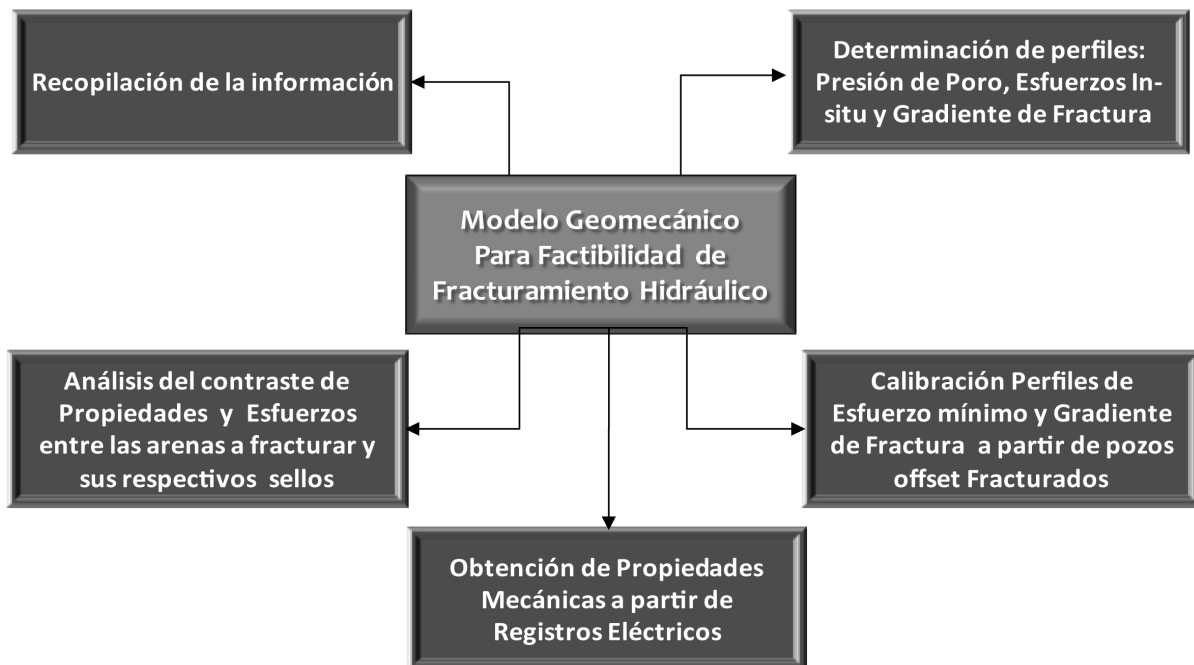 Recopilación de la información
Determinación de perfiles:
Presión de Poro, Esfuerzos In-
situ y Gradiente de Fractura
Modelo Geomecánico
Para Factibilidad de
Fracturamiento Hidráulico
Análisis del contraste de
Propiedades y Esfuerzos
entre las arenas a fracturar y
sus respectivos sellos
Calibración Perfiles de
Esfuerzo mínimo y Gradiente
de Fractura a partir de pozos
offset Fracturados
Obtención de Propiedades
Mecánicas a partir de
Registros Eléctricos